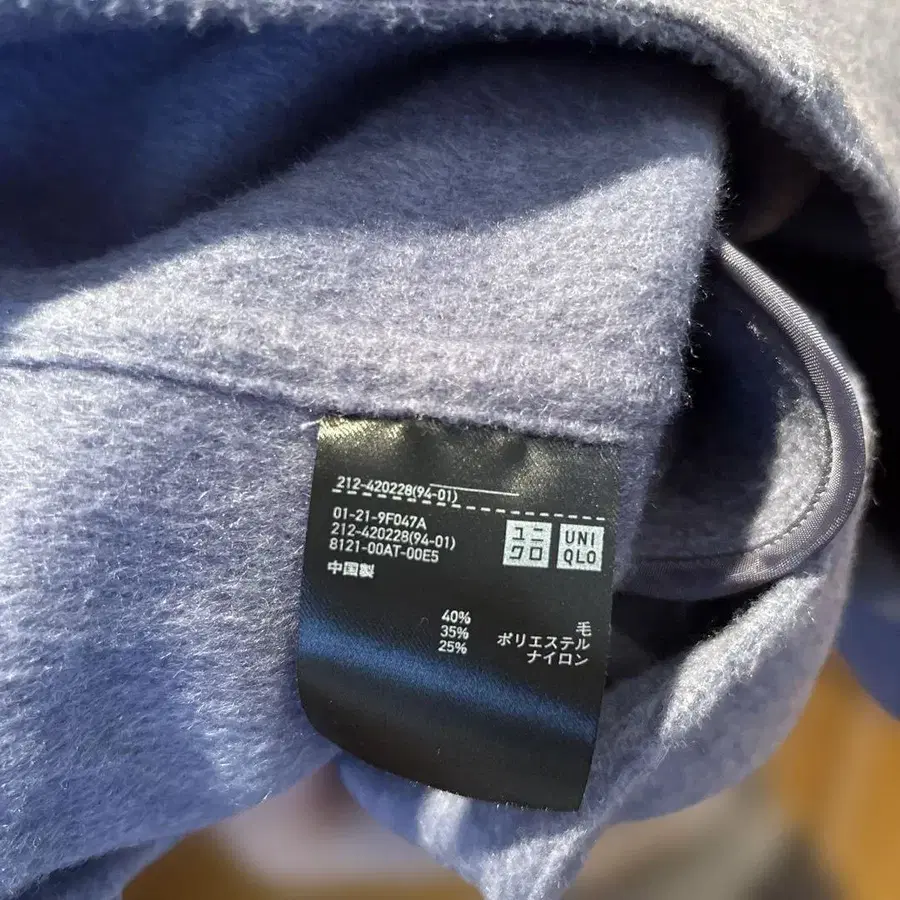 212-420228(94-01)
01-21-9F047A
212-420228(94-01)
8121-00AT-00E5
中国製
ユニ
クロ
UNI
QLO
40% 毛
35% ポリエステル
25% ナイロン